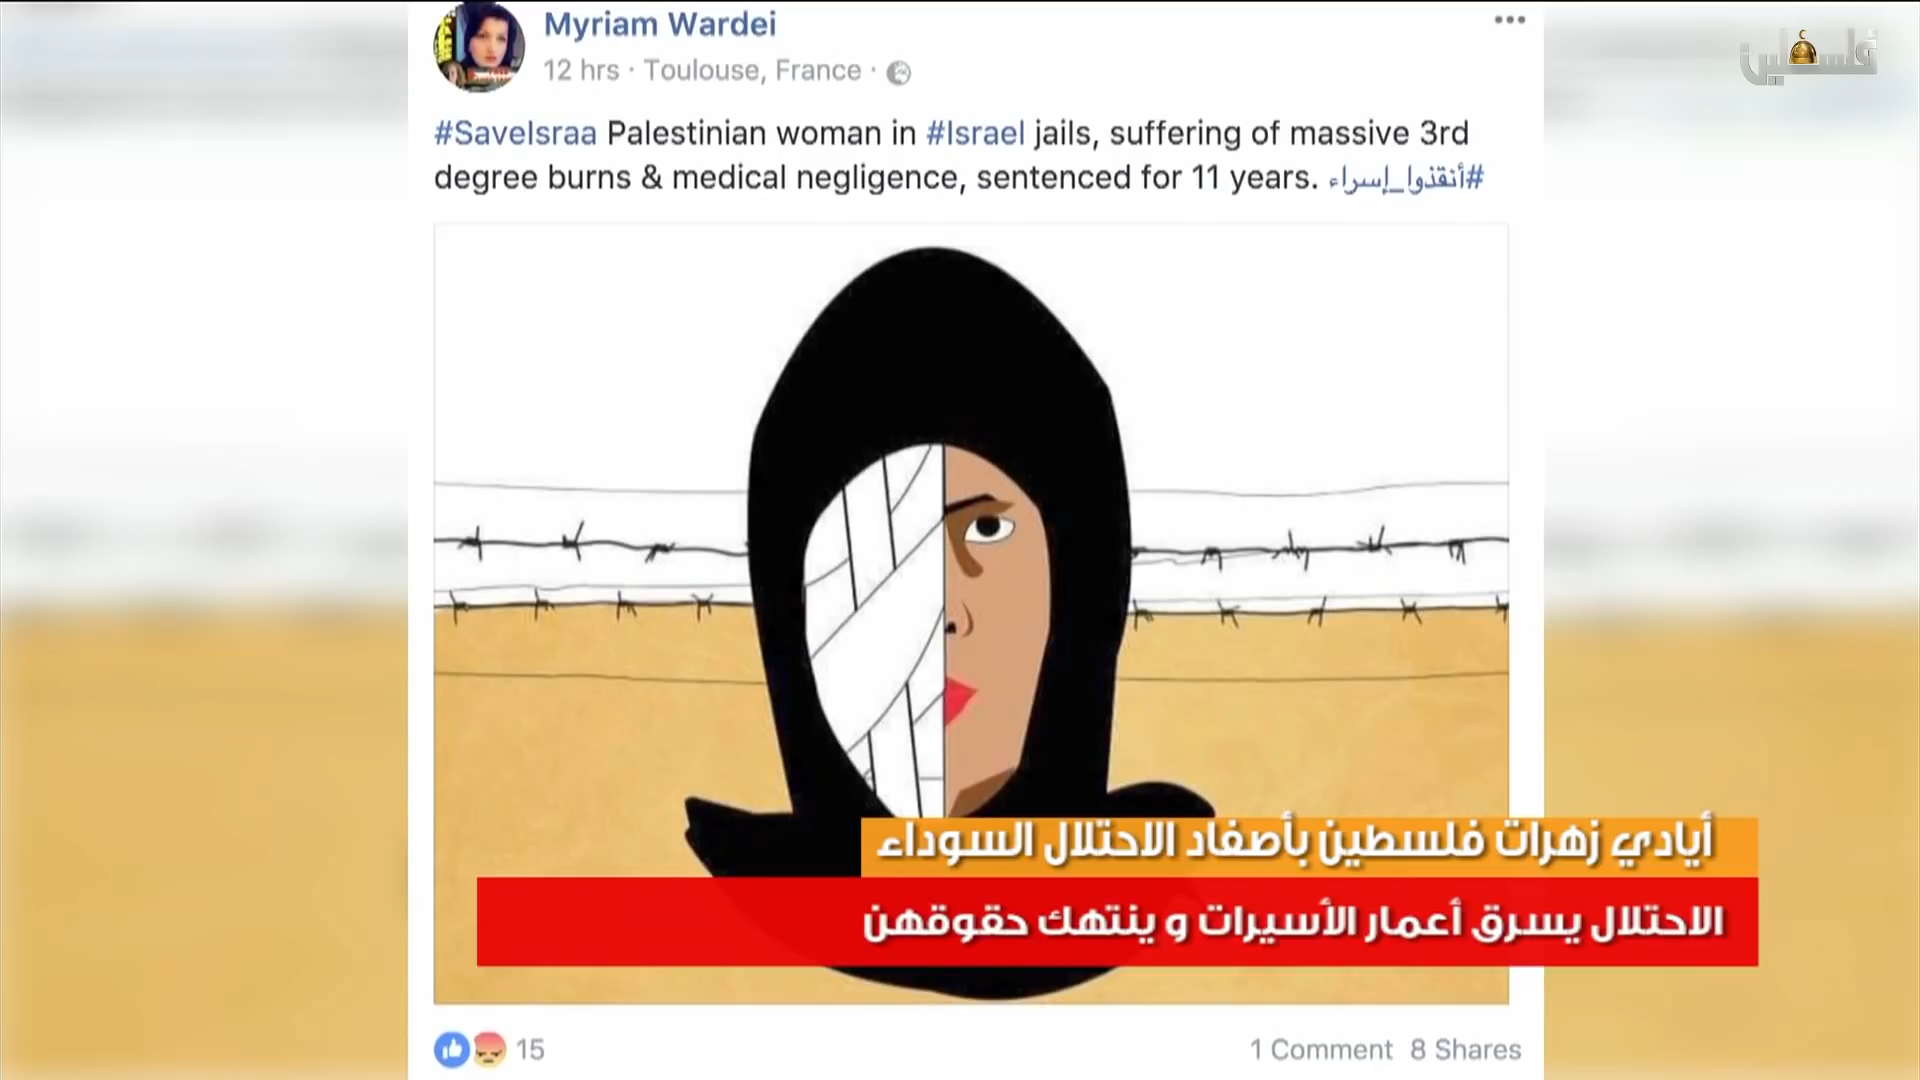 Myriam Wardei
12 hrs · Toulouse, France ·
فلسطين
#SaveIsraa Palestinian woman in #Israel jails, suffering of massive 3rd
degree burns & medical negligence, sentenced for 11 years. #أنقذوا_إسراء
أيادي زهرات فلسطين بأصفاد الاحتلال السوداء
الاحتلال يسرق أعمار الأسيرات و ينتهك حقوقهن
15
1 Comment 8 Shares